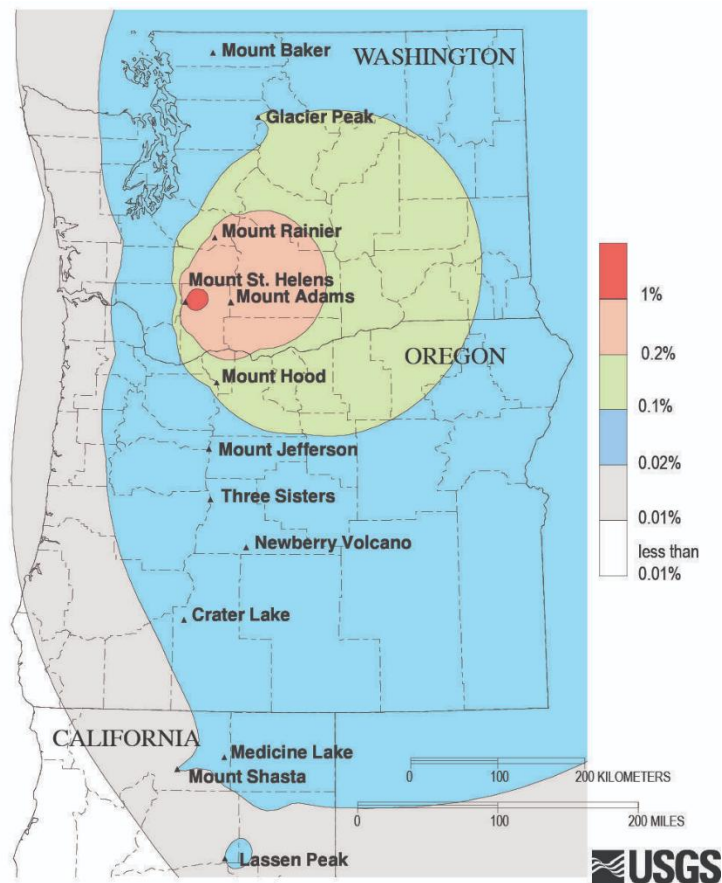 Mount Baker
WASHINGTON
Glacier Peak
Mount Rainier
Mount St. Helens
Mount Adams
OREGON
Mount Hood
Mount Jefferson
Three Sisters
Newberry Volcano
Crater Lake
CALIFORNIA
Medicine Lake
Mount Shasta
Lassen Peak
1%
0.2%
0.1%
0.02%
0.01%
less than
0.01%
0 100 200 KILOMETERS
0 100 200 MILES
USGS